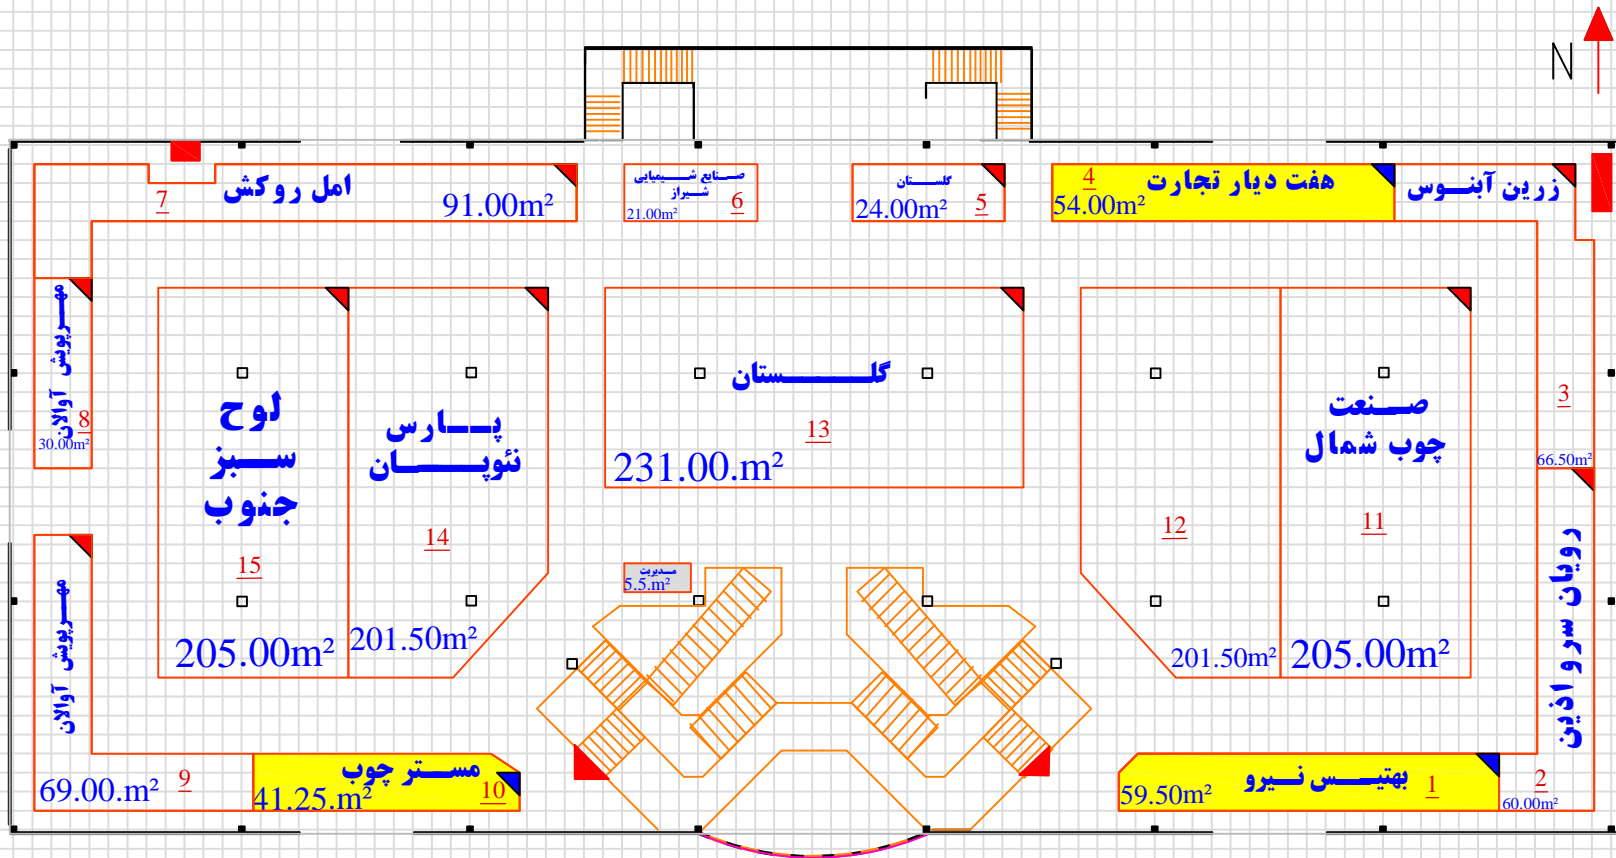 N
امل روکش
91.00m²
7
صنایع شیمیایی
شیراز
21.00m²
6
گلستان
24.00m²
5
4
هفت دیار تجارت
54.00m²
زرین آبنوس
مهرپویش آوالان
8
30.00m²
لوح
سبز
جنوب
15
205.00m²
پارس
نئوپان
14
201.50m²
گلستان
13
231.00.m²
12
201.50m²
صنعت
چوب شمال
11
205.00m²
3
66.50m²
رویان سرو اذین
مدیریت
5.5.m²
مهرپویش آوالان
69.00.m²
9
مستر چوب
41.25.m²
10
بهتیس نیرو
59.50m²
1
2
60.00m²